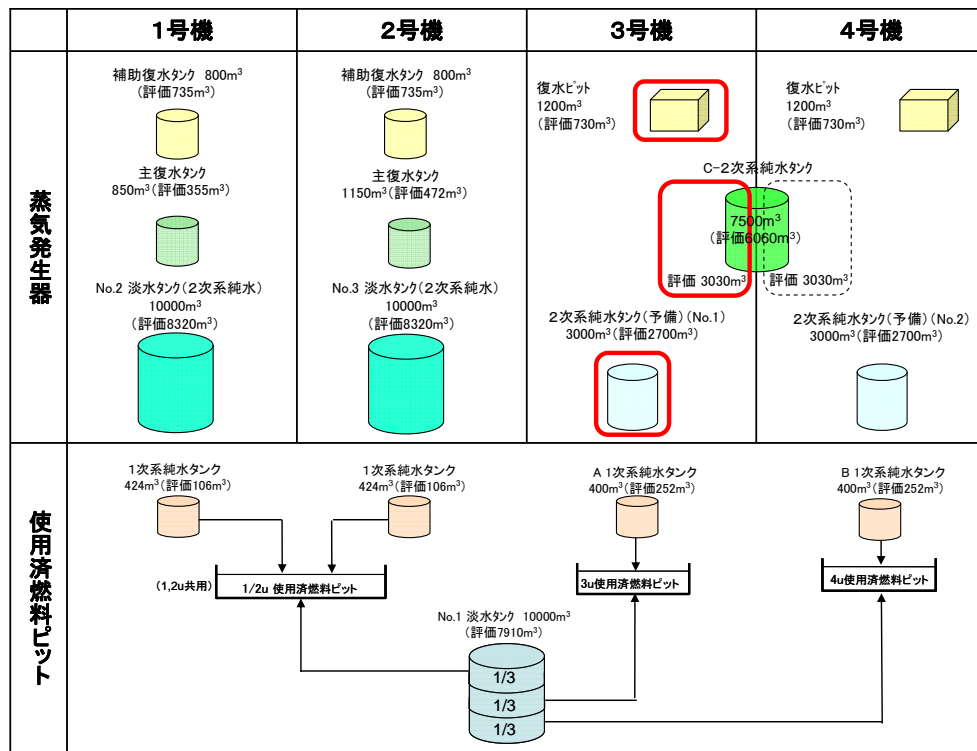 1号機
2号機
3号機
4号機
蒸気発生器
補助復水タンク 800m³
(評価735m³)
主復水タンク
850m³(評価355m³)
No.2 淡水タンク(2次系純水)
10000m³
(評価8320m³)
補助復水タンク 800m³
(評価735m³)
主復水タンク
1150m³(評価472m³)
No.3 淡水タンク(2次系純水)
10000m³
(評価8320m³)
復水ピット
1200m³
(評価730m³)
復水ピット
1200m³
(評価730m³)
C-2次系純水タンク
7500m³
(評価6060m³)
評価 3030m³
評価 3030m³
2次系純水タンク(予備)(No.1)
3000m³(評価2700m³)
2次系純水タンク(予備)(No.2)
3000m³(評価2700m³)
使用済燃料ピット
1次系純水タンク
424m³(評価106m³)
1次系純水タンク
424m³(評価106m³)
A 1次系純水タンク
400m³(評価252m³)
B 1次系純水タンク
400m³(評価252m³)
(1,2u共用)
1/2u 使用済燃料ピット
3u使用済燃料ピット
4u使用済燃料ピット
No.1 淡水タンク 10000m³
(評価7910m³)
1/3
1/3
1/3